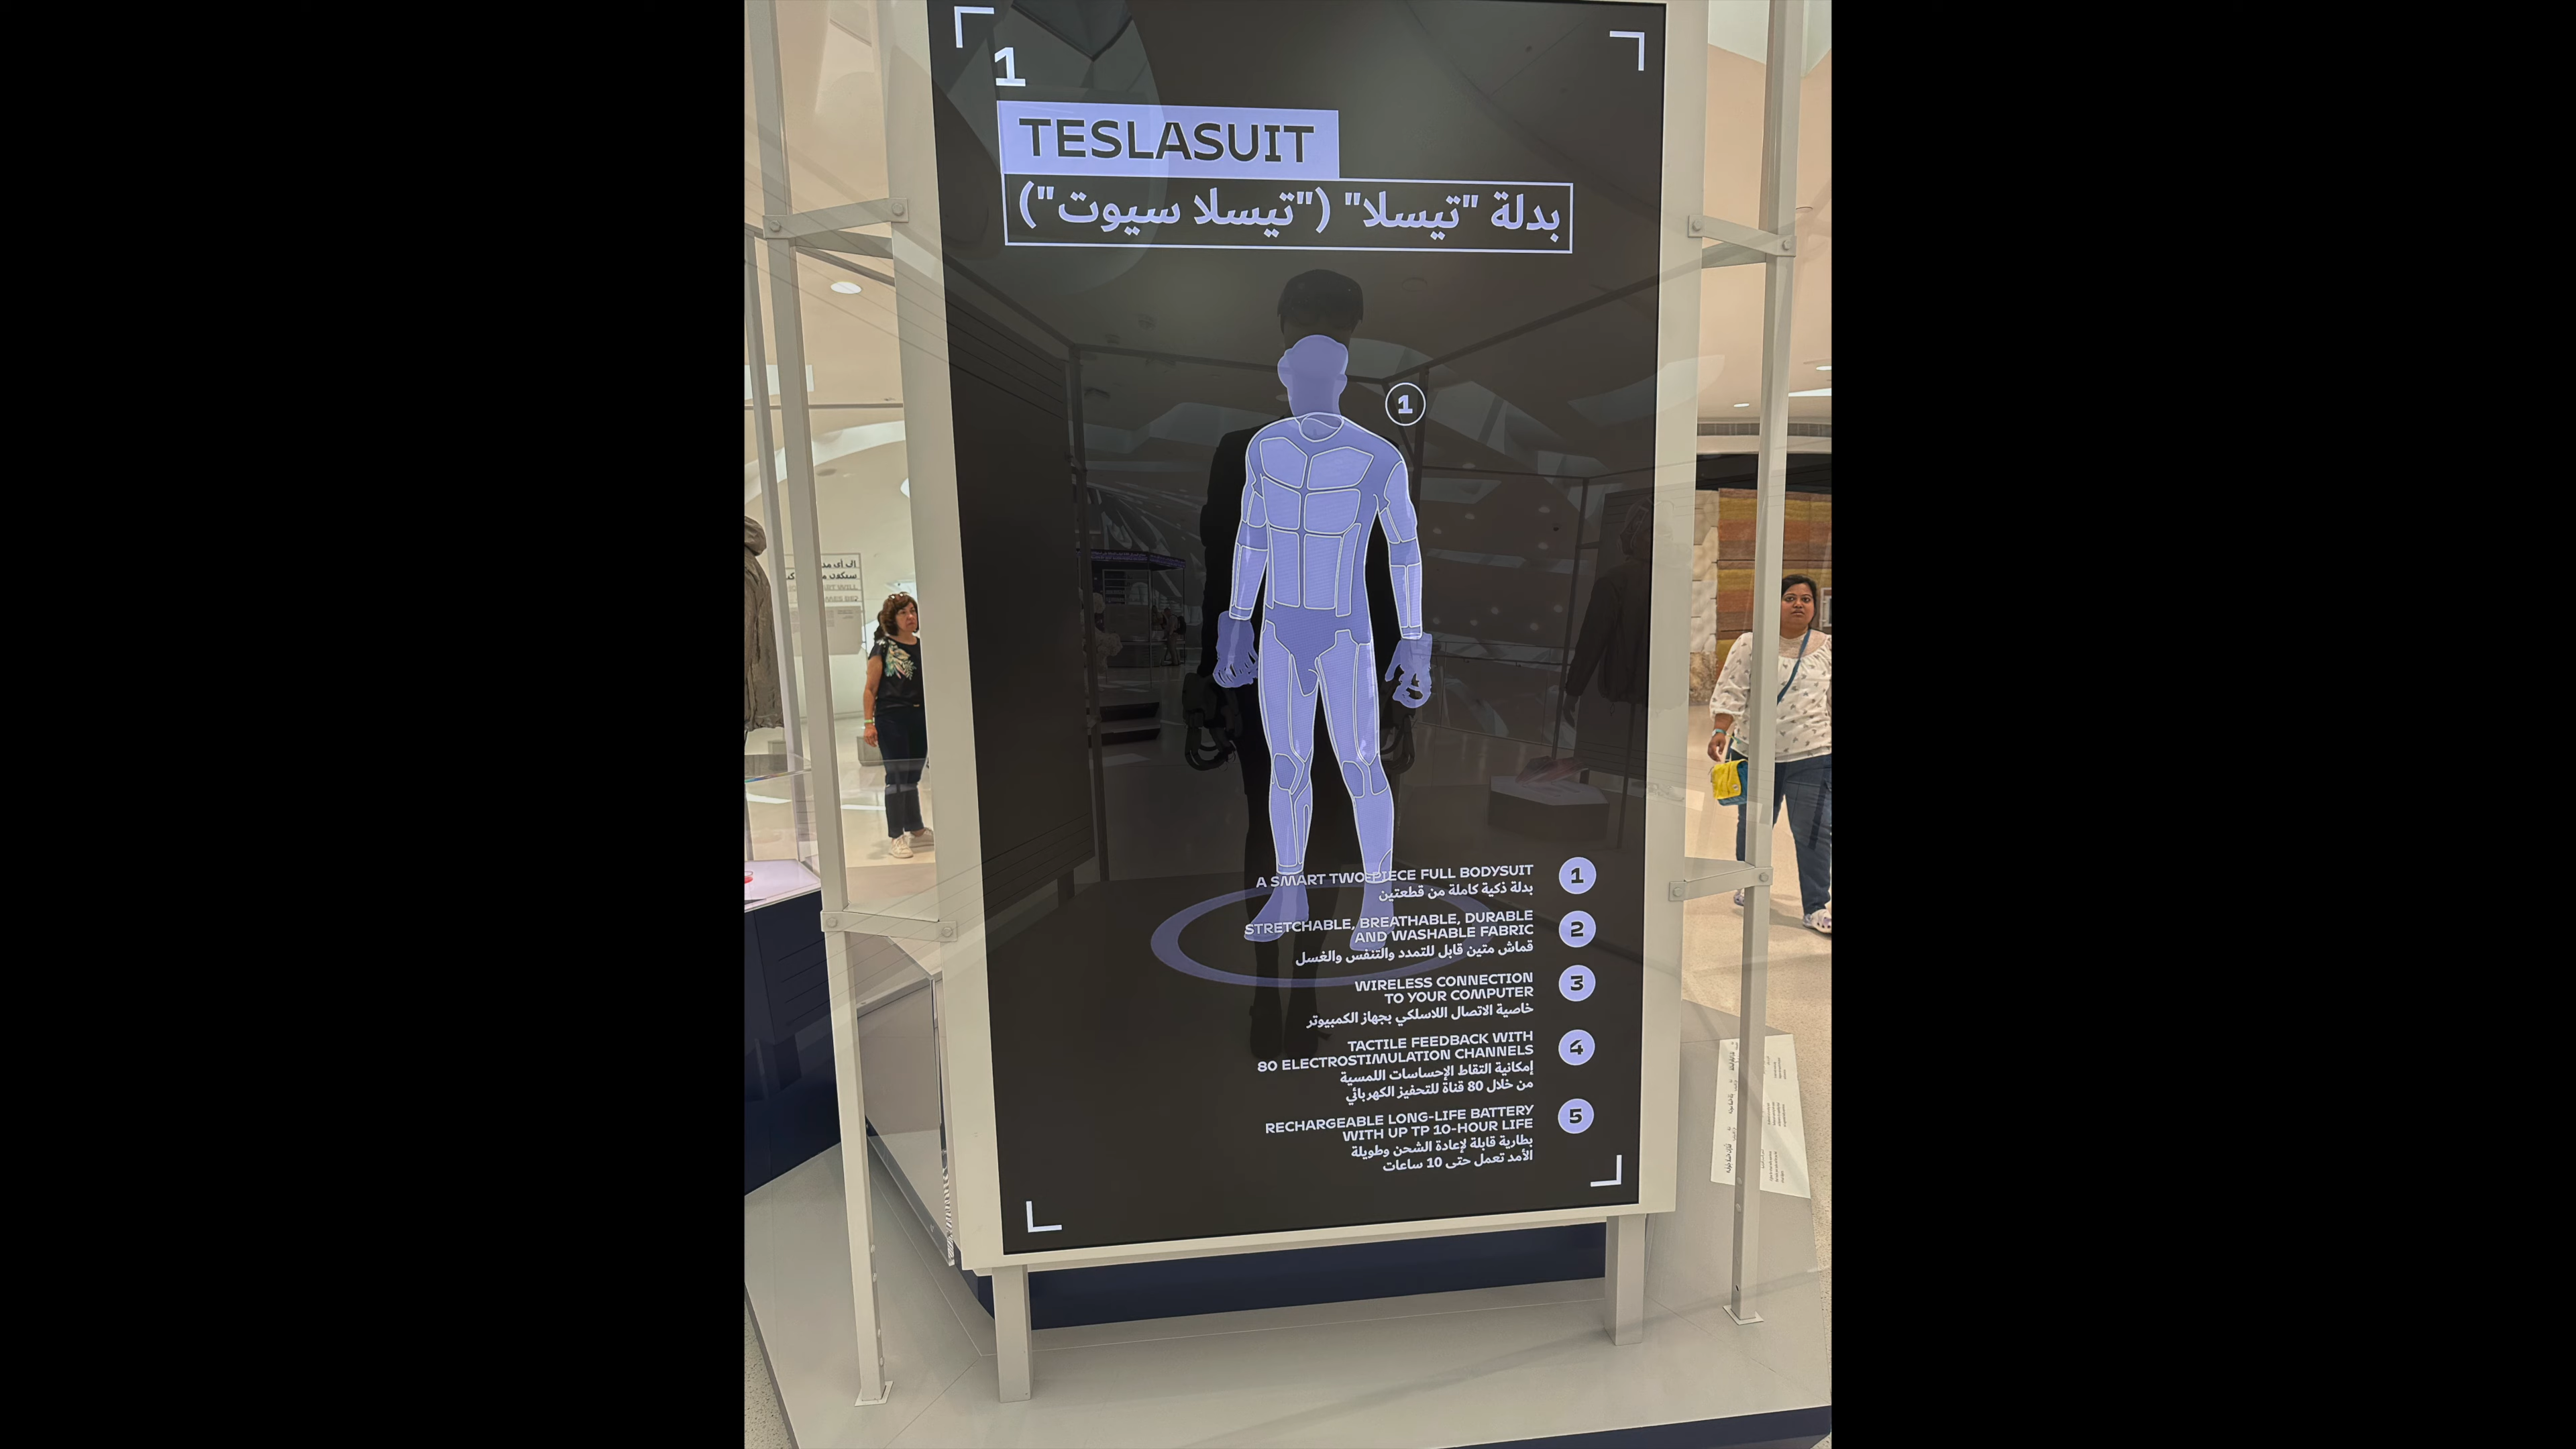 1
TESLASUIT
بدلة "تيسلا" ("تيسلا سيوت")
1
A SMART TWO-PIECE FULL BODYSUIT
بدلة ذكية كاملة من قطعتين
1
STRETCHABLE, BREATHABLE, DURABLE
AND WASHABLE FABRIC
قماش متين قابل للتمدد والتنفس والغسل
2
WIRELESS CONNECTION
TO YOUR COMPUTER
خاصية الاتصال اللاسلكي بجهاز الكمبيوتر
3
TACTILE FEEDBACK WITH
80 ELECTROSTIMULATION CHANNELS
إمكانية التقاط الإحساسات اللمسية
من خلال 80 قناة للتحفيز الكهربائي
4
RECHARGEABLE LONG-LIFE BATTERY
WITH UP TP 10-HOUR LIFE
بطارية قابلة لإعادة الشحن وطويلة
الأمد تعمل حتى 10 ساعات
5